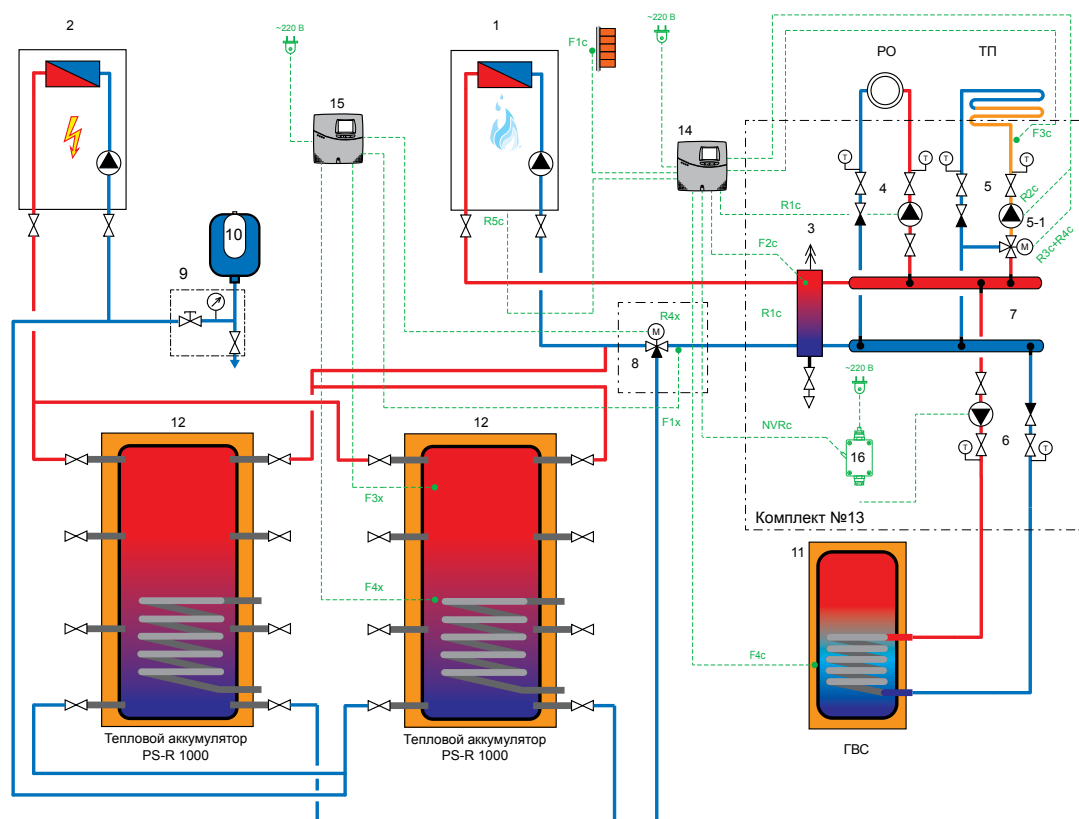 2
~220 В
1
F1c
~220 В
РО
ТП
15
14
F3c
4
5
R2c
5-1
R1c
R3c+R4c
10
R5c
3
F2c
9
R4x
R1c
7
8
F1x
~220 В
12
12
NVRc
16
6
F3x
Комплект №13
11
F4x
F4c
Тепловой аккумулятор
PS-R 1000
Тепловой аккумулятор
PS-R 1000
ГВС
T
T
T
T
M
M
T
T